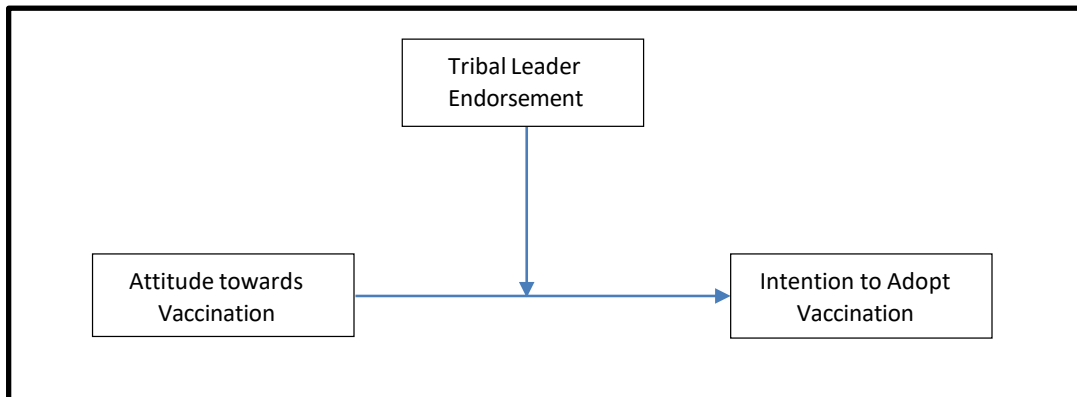 Tribal Leader
Endorsement
Attitude towards
Vaccination
Intention to Adopt
Vaccination